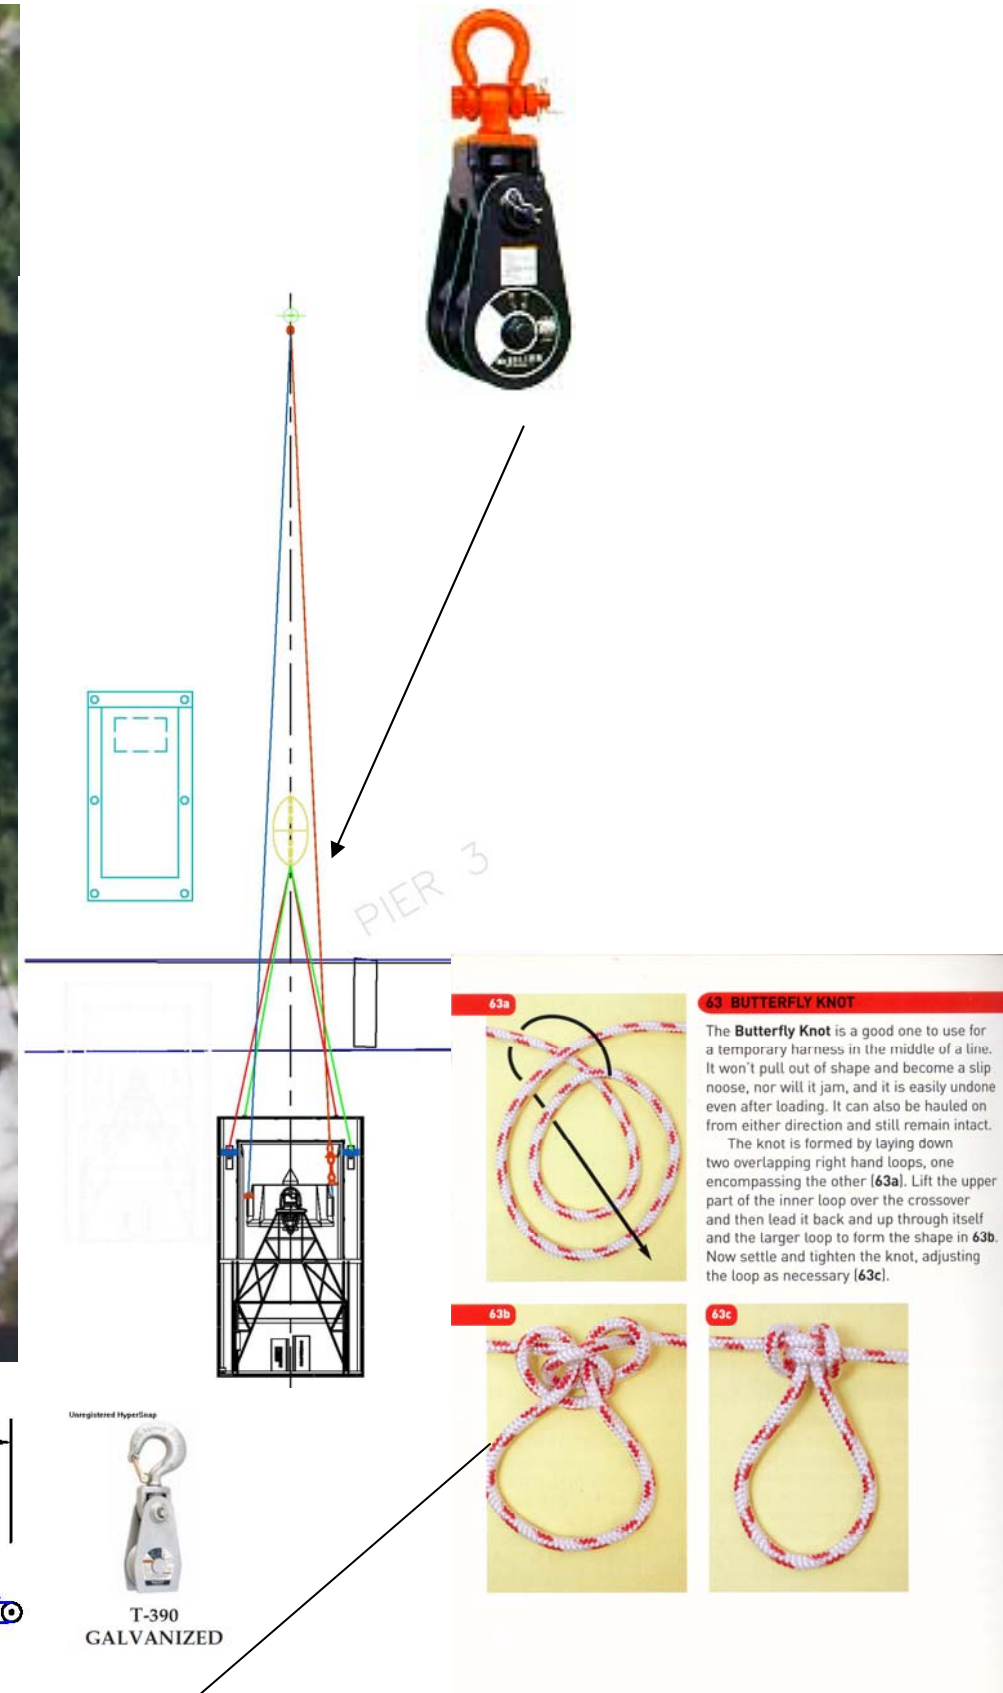 PIER 3
63a
63 BUTTERFLY KNOT
The Butterfly Knot is a good one to use for
a temporary harness in the middle of a line.
It won't pull out of shape and become a slip
noose, nor will it jam, and it is easily undone
even after loading. It can also be hauled on
from either direction and still remain intact.
The knot is formed by laying down
two overlapping right hand loops, one
encompassing the other (63a). Lift the upper
part of the inner loop over the crossover
and then lead it back and up through itself
and the larger loop to form the shape in 63b.
Now settle and tighten the knot, adjusting
the loop as necessary (63c).
63b
63c
Unregistered HyperSnap
T-390
GALVANIZED